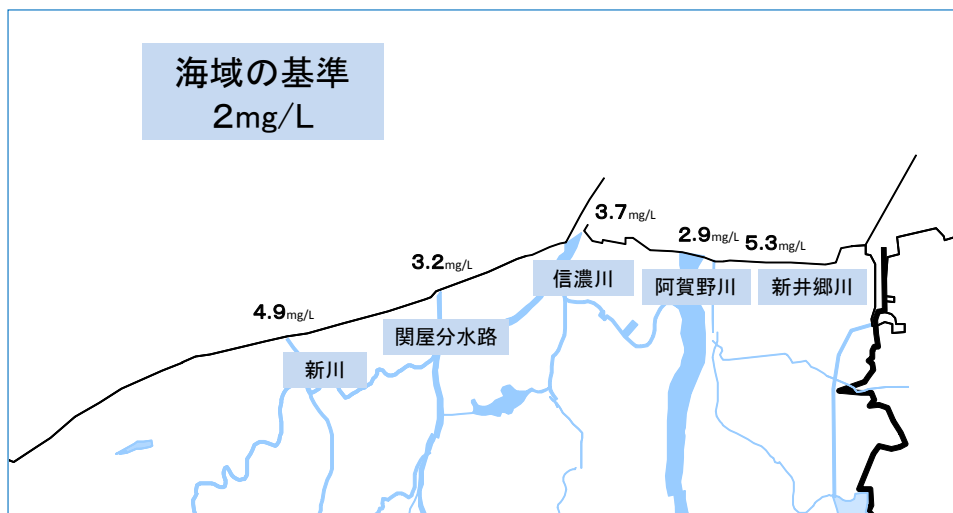 海域の基準
2mg/L
3.7mg/L
2.9mg/L
5.3mg/L
3.2mg/L
信濃川
阿賀野川
新井郷川
4.9mg/L
関屋分水路
新川